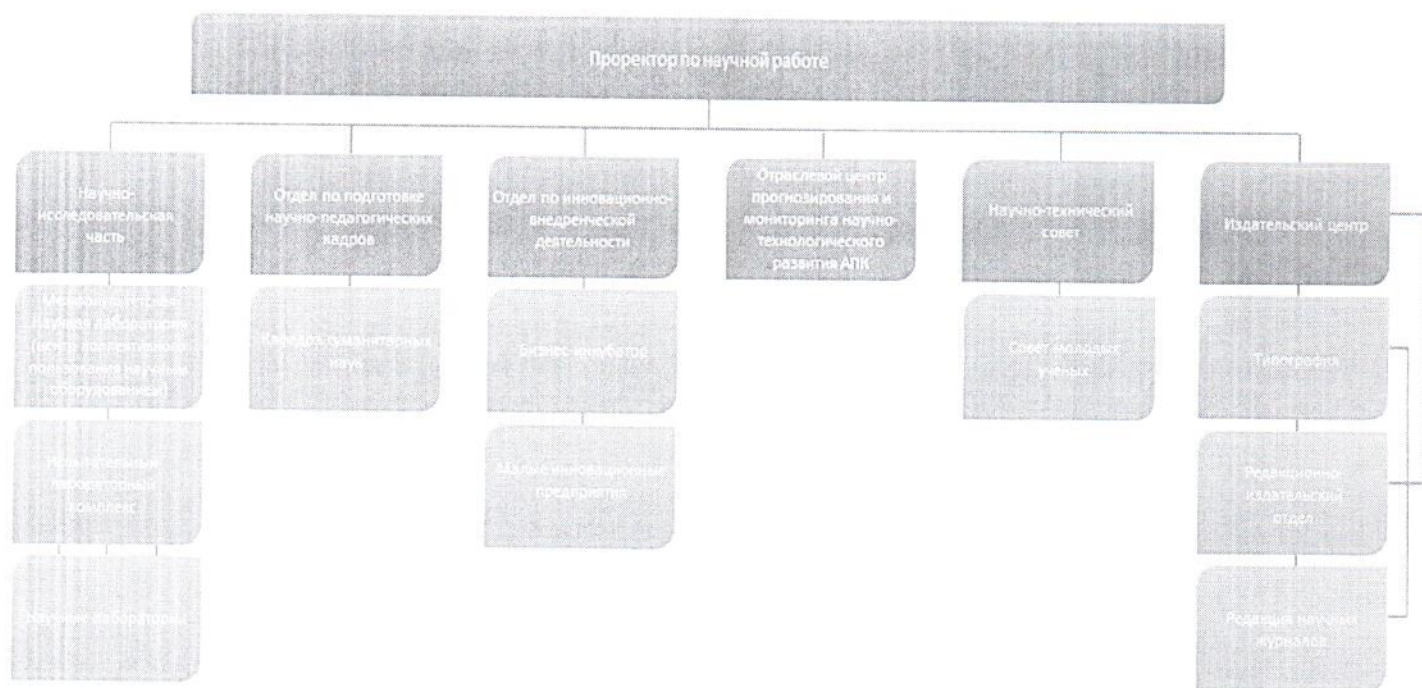 Проректор по научной работе
Научно-
исследовательская
часть
Отдел по подготовке
научно-педагогических
кадров
Отдел по инновационно-
внедренческой
деятельности
Отраслевой центр
прогнозирования и
мониторинга научно-
технологического
развития АПК
Научно-технический
совет
Издательский центр
научная лаборатория
(центр коллективного
пользования научным
оборудованием)
Кафедра гуманитарных
наук
Бизнес-инкубатор
Совет молодых
ученых
Типография
Испытательный
лабораторный
комплекс
Малые инновационные
предприятия
Редакционно-
издательский
отдел
Научные лаборатории
Редакция научных
журналов